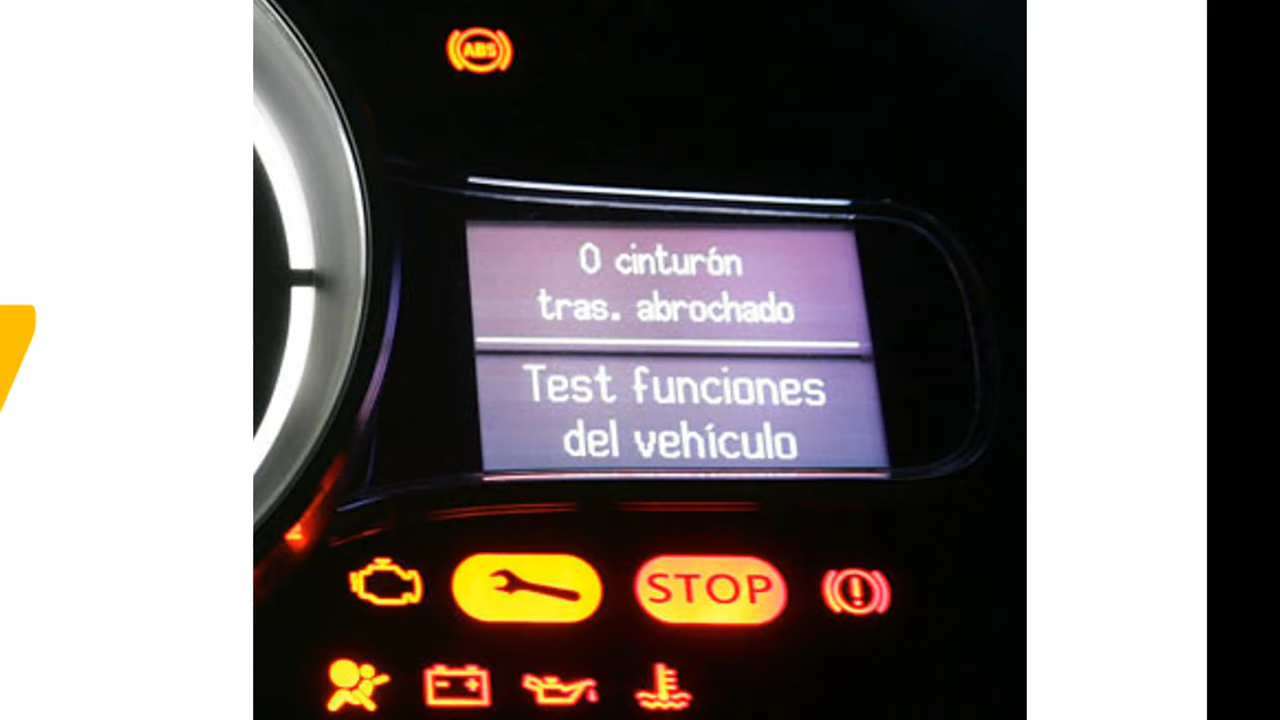 ABS
0 cinturón
tras. abrochado
Test funciones
del vehículo
STOP